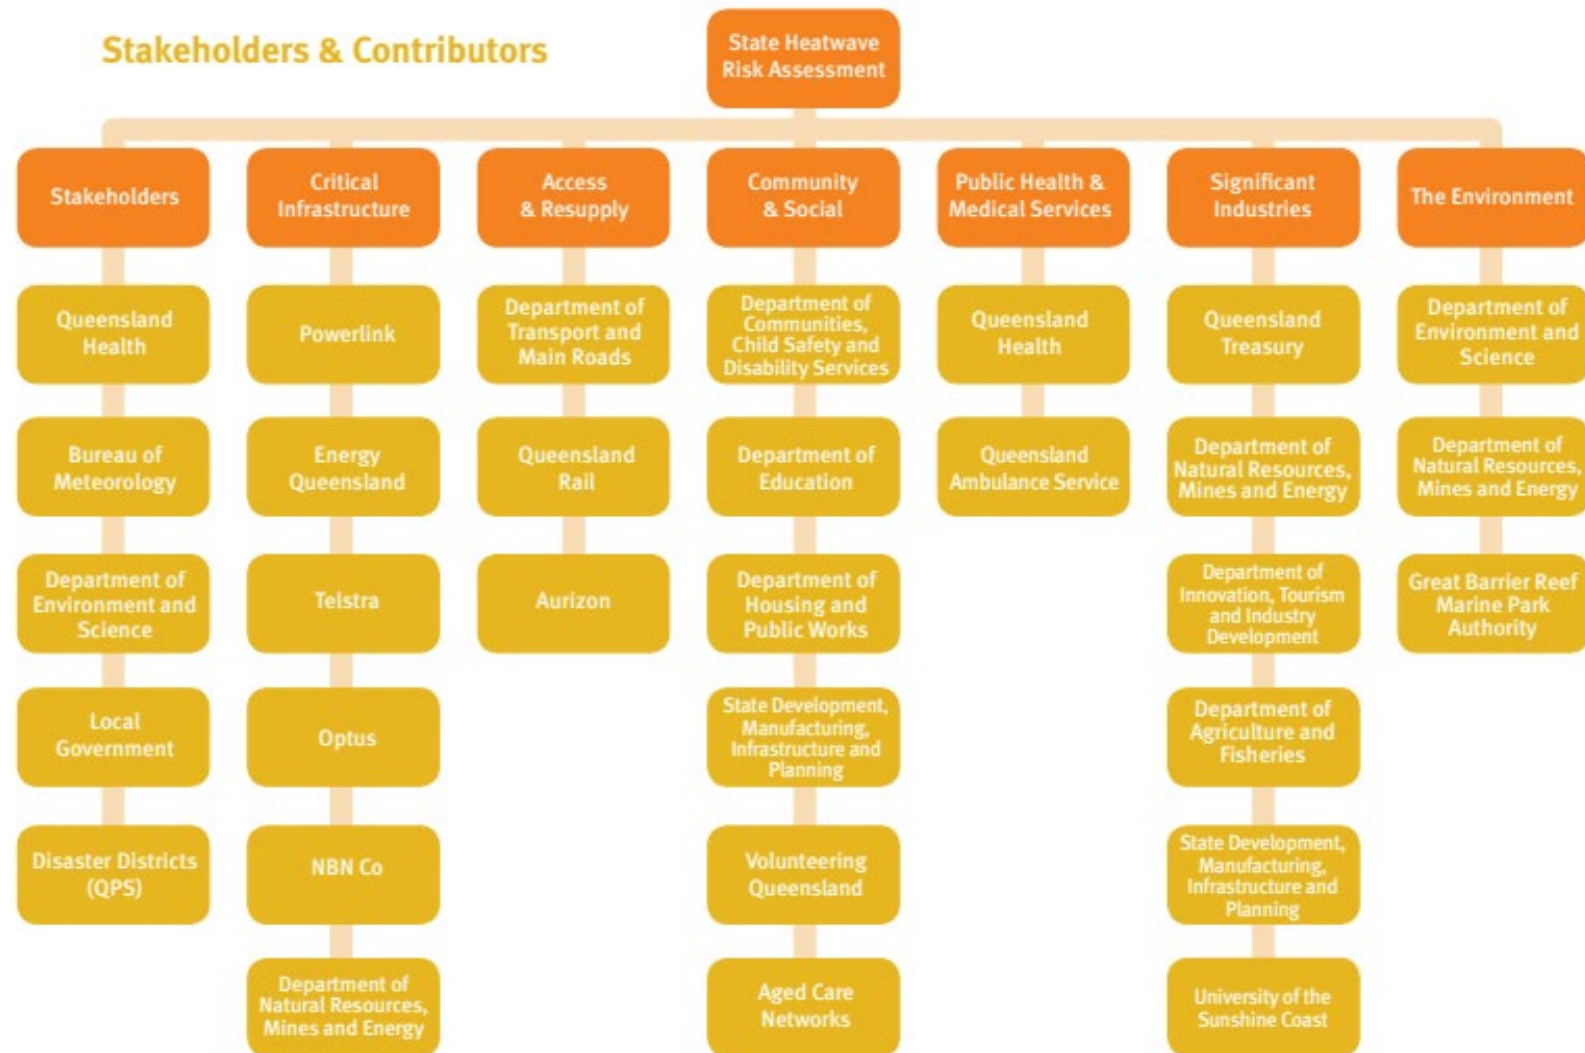 Stakeholders & Contributors
State Heatwave
Risk Assessment
Stakeholders
Critical
Infrastructure
Access
& Resupply
Community
& Social
Public Health &
Medical Services
Significant
Industries
The Environment
Queensland
Health
Powerlink
Department of
Transport and
Main Roads
Department of
Communities,
Child Safety and
Disability Services
Queensland
Health
Queensland
Treasury
Department of
Environment and
Science
Bureau of
Meteorology
Energy
Queensland
Queensland
Rail
Department of
Education
Queensland
Ambulance Service
Department of
Natural Resources,
Mines and Energy
Department of
Natural Resources,
Mines and Energy
Department of
Environment and
Science
Telstra
Aurizon
Department of
Housing and
Public Works
Department of
Innovation, Tourism
and Industry
Development
Great Barrier Reef
Marine Park
Authority
Local
Government
Optus
State Development,
Manufacturing,
Infrastructure and
Planning
Department of
Agriculture and
Fisheries
Disaster Districts
(QPS)
NBN Co
Volunteering
Queensland
State Development,
Manufacturing,
Infrastructure and
Planning
Department of
Natural Resources,
Mines and Energy
Aged Care
Networks
University of the
Sunshine Coast